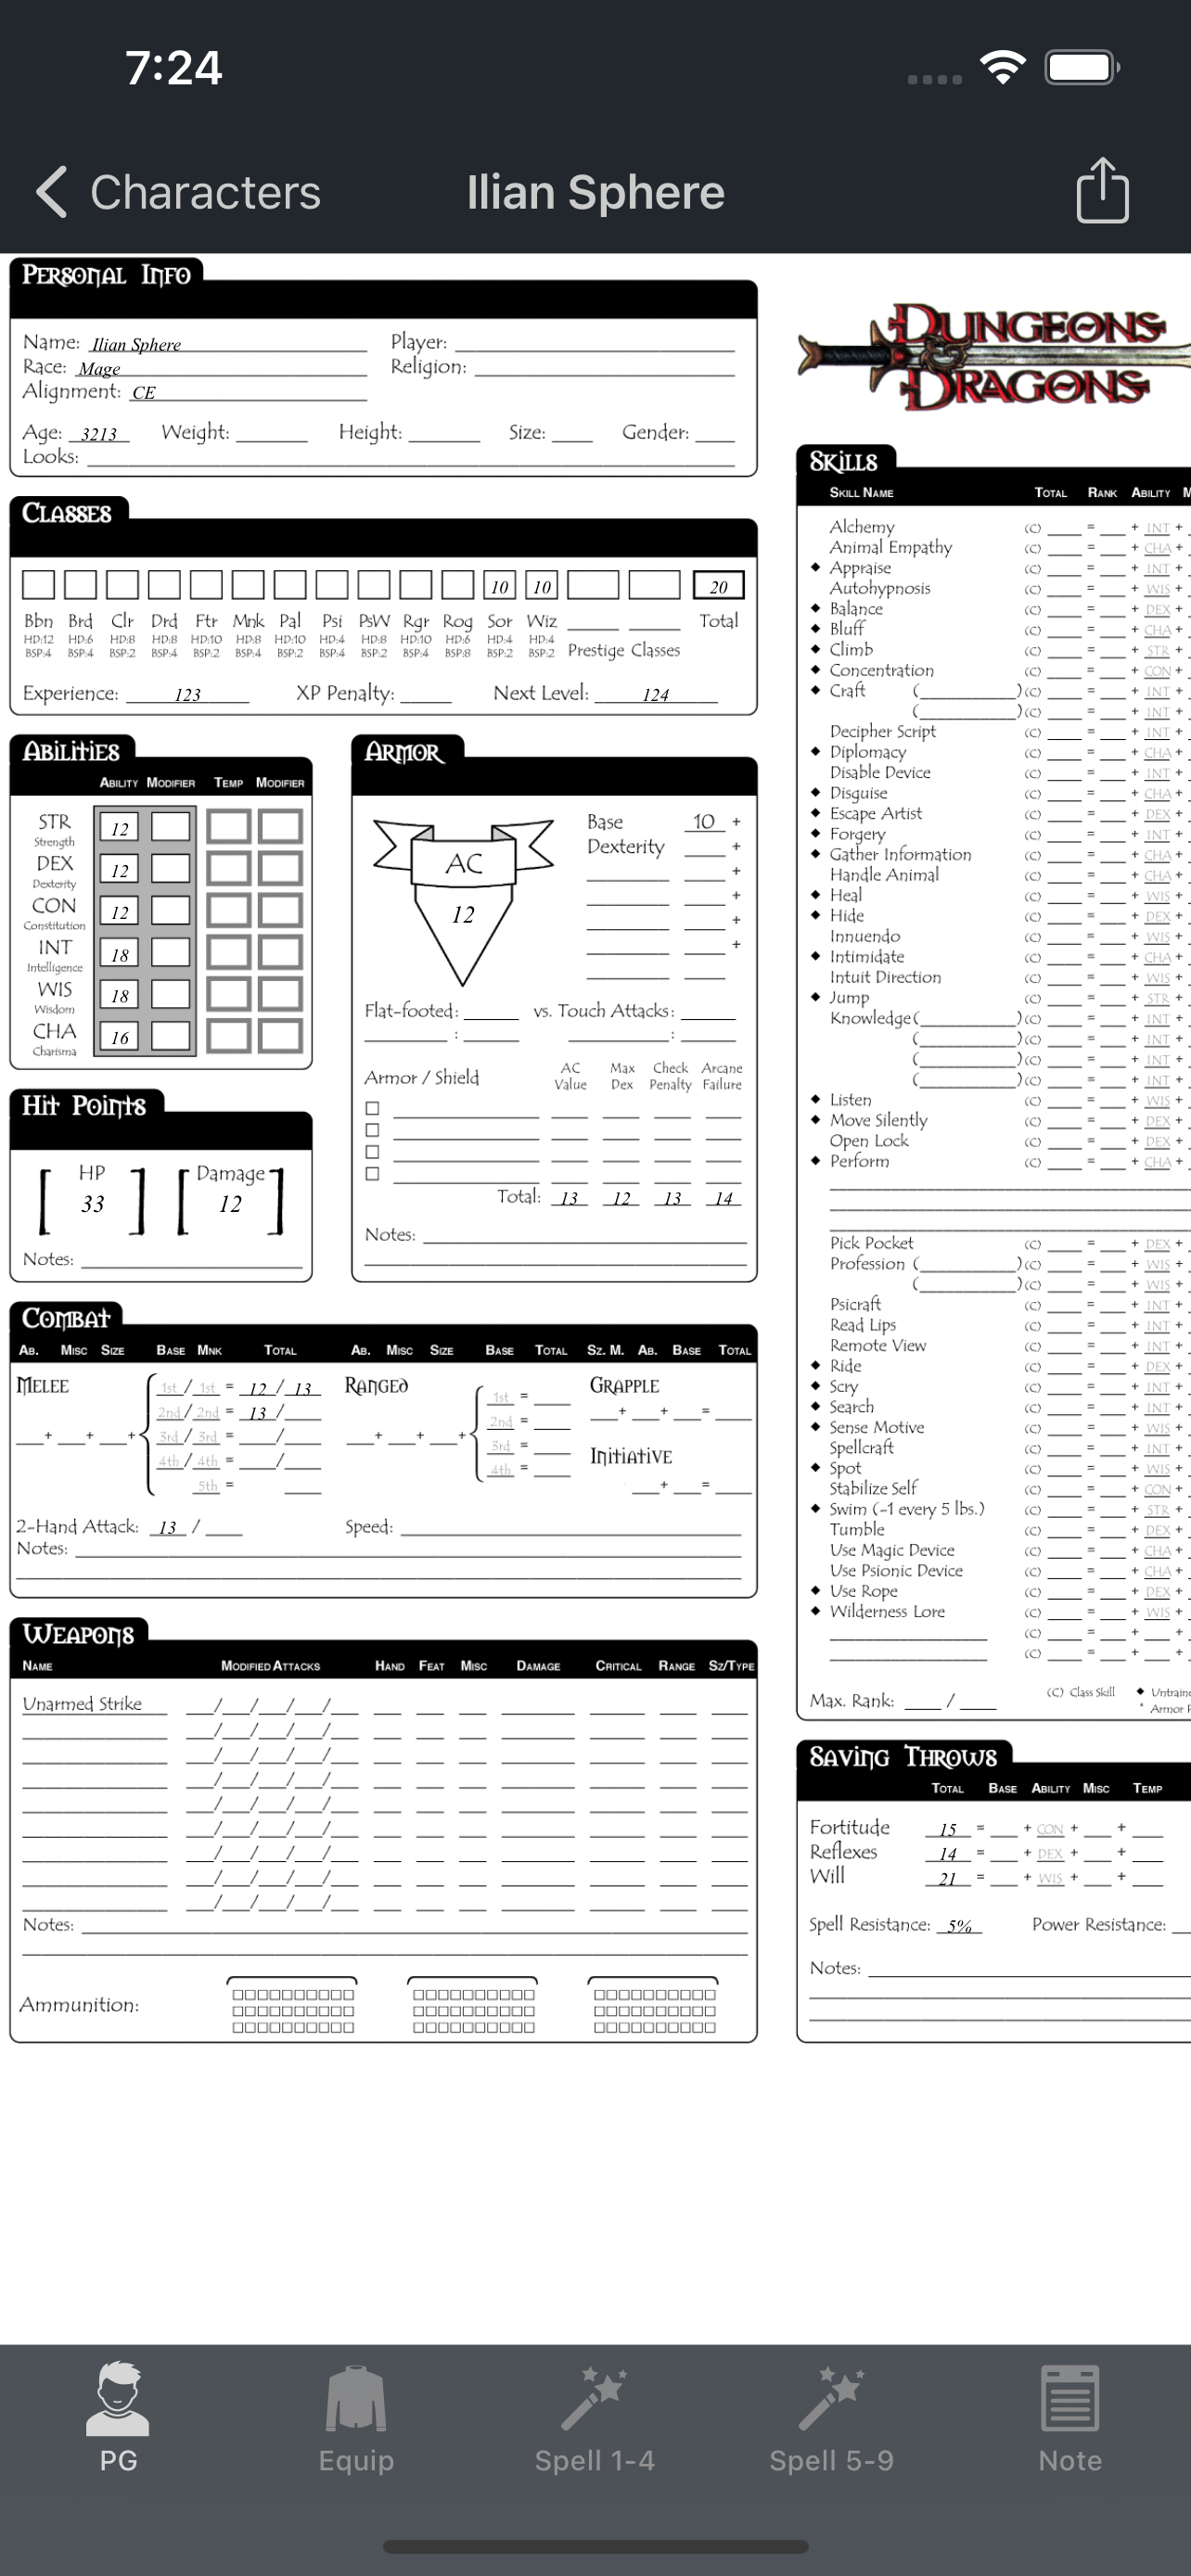 7:24
Characters
Ilian Sphere
Personal Info
Name: Ilian Sphere
Player:
Race: Mage
Religion:
Alignment: CE
Age: 3213 Weight: Height: Size: Gender:
Looks:
Classes
10 10 20
Bbn Brd Clr Drd Ftr Mnk Pal Psi PsW Rgr Rog Sor Wiz Total
HD:12 HD:6 HD:8 HD:8 HD:10 HD:8 HD:10 HD:4 HD:8 HD:10 HD:6 HD:4 HD:4
BSP:4 BSP:4 BSP:2 BSP:4 BSP:2 BSP:4 BSP:2 BSP:4 BSP:2 BSP:4 BSP:8 BSP:2 BSP:2 Prestige Classes
Experience: 123 XP Penalty: Next Level: 124
Abilities
Ability Modifier Temp Modifier
STR 12
Strength
DEX 12
Dexterity
CON 12
Constitution
INT 18
Intelligence
WIS 18
Wisdom
CHA 16
Charisma
Hit Points
HP Damage
33 12
Notes:
Armor
AC
12
Base 10 +
Dexterity +
+
+
+
+
Flat-footed: vs. Touch Attacks:
: :
Armor / Shield AC Value Max Dex Check Penalty Arcane Failure
Total: 13 12 13 14
Notes:
Combat
Ab. Misc Size Base Mnk Total Ab. Misc Size Base Total Sz. M. Ab. Base Total
Melee
+ + +
1st / 1st = 12 / 13
2nd / 2nd = 13 /
3rd / 3rd = /
4th / 4th = /
5th =
Ranged
+ + +
1st =
2nd =
3rd =
4th =
Grapple
+ + =
Initiative
+ =
2-Hand Attack: 13 / Speed:
Notes:
Weapons
Name Modified Attacks Hand Feat Misc Damage Critical Range Sz/Type
Unarmed Strike / / / /
/ / / /
/ / / /
/ / / /
/ / / /
/ / / /
/ / / /
/ / / /
/ / / /
Notes:
Ammunition:
Dungeons
Dragons
Skills
Skill Name Total Rank Ability M
Alchemy (C) = + INT +
Animal Empathy (C) = + CHA +
◆ Appraise (C) = + INT +
Autohypnosis (C) = + WIS +
◆ Balance (C) = + DEX +
◆ Bluff (C) = + CHA +
◆ Climb (C) = + STR +
◆ Concentration (C) = + CON +
◆ Craft ( ) (C) = + INT +
( ) (C) = + INT +
Decipher Script (C) = + INT +
◆ Diplomacy (C) = + CHA +
Disable Device (C) = + INT +
◆ Disguise (C) = + CHA +
◆ Escape Artist (C) = + DEX +
◆ Forgery (C) = + INT +
◆ Gather Information (C) = + CHA +
Handle Animal (C) = + CHA +
◆ Heal (C) = + WIS +
◆ Hide (C) = + DEX +
Innuendo (C) = + WIS +
◆ Intimidate (C) = + CHA +
Intuit Direction (C) = + WIS +
◆ Jump (C) = + STR +
Knowledge ( ) (C) = + INT +
( ) (C) = + INT +
( ) (C) = + INT +
( ) (C) = + INT +
◆ Listen (C) = + WIS +
◆ Move Silently (C) = + DEX +
Open Lock (C) = + DEX +
◆ Perform (C) = + CHA +
Pick Pocket (C) = + DEX +
Profession ( ) (C) = + WIS +
( ) (C) = + WIS +
Psicraft (C) = + INT +
Read Lips (C) = + INT +
Remote View (C) = + INT +
◆ Ride (C) = + DEX +
◆ Scry (C) = + INT +
◆ Search (C) = + INT +
◆ Sense Motive (C) = + WIS +
Spellcraft (C) = + INT +
◆ Spot (C) = + WIS +
Stabilize Self (C) = + CON +
◆ Swim (-1 every 5 lbs.) (C) = + STR +
Tumble (C) = + DEX +
Use Magic Device (C) = + CHA +
Use Psionic Device (C) = + CHA +
◆ Use Rope (C) = + DEX +
◆ Wilderness Lore (C) = + WIS +
(C) = + +
(C) = + +
Max. Rank: / (C) Class Skill ◆ Untraine
* Armor P
Saving Throws
Total Base Ability Misc Temp
Fortitude 15 = + CON + +
Reflexes 14 = + DEX + +
Will 21 = + WIS + +
Spell Resistance: 5% Power Resistance:
Notes:
PG
Equip
Spell 1-4
Spell 5-9
Note